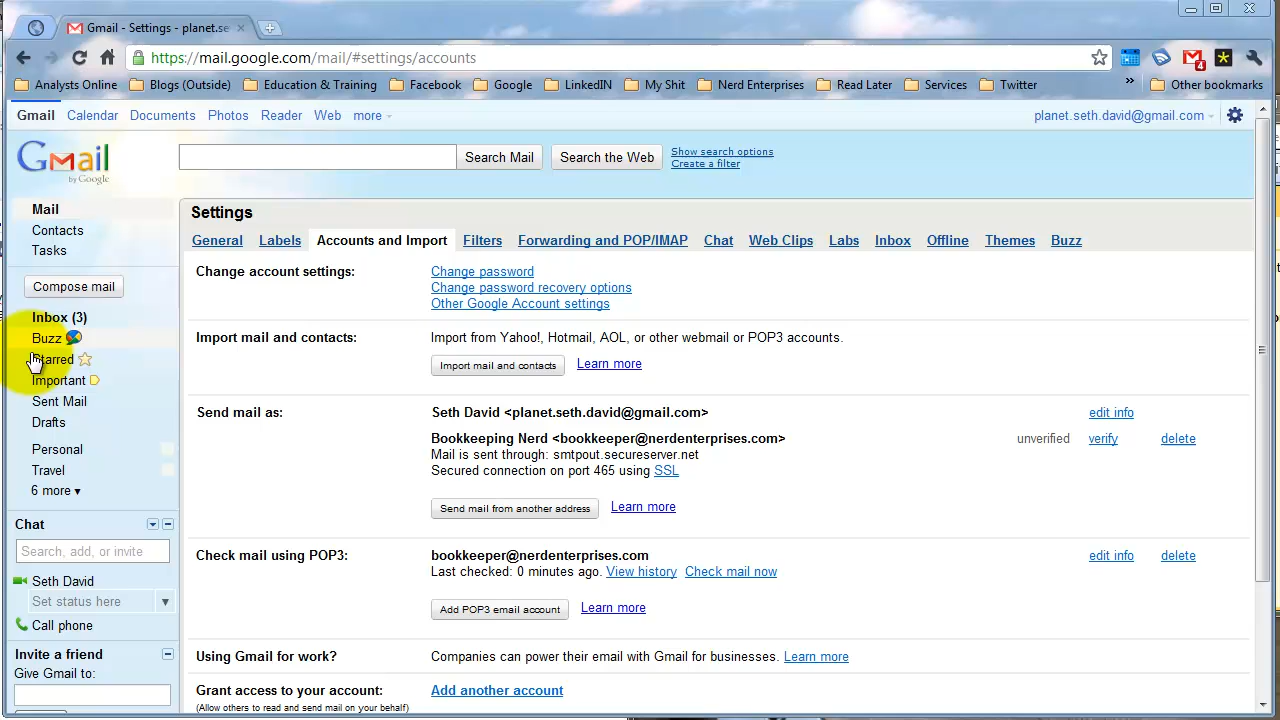 Gmail - Settings - planet.se
https://mail.google.com/mail/#settings/accounts
4
Analysts Online Blogs (Outside) Education & Training Facebook Google LinkedIN My Shit Nerd Enterprises Read Later Services Twitter » Other bookmarks
Gmail Calendar Documents Photos Reader Web more planet.seth.david@gmail.com
Gmail by Google
Search Mail Search the Web Show search options
Create a filter
Mail
Contacts
Tasks
Compose mail
Inbox (3)
Buzz
Starred
Important
Sent Mail
Drafts
Personal
Travel
6 more ▾
Chat
Search, add, or invite
Seth David
Set status here
Call phone
Invite a friend
Give Gmail to:
Settings
General Labels Accounts and Import Filters Forwarding and POP/IMAP Chat Web Clips Labs Inbox Offline Themes Buzz
Change account settings: Change password
Change password recovery options
Other Google Account settings
Import mail and contacts: Import from Yahoo!, Hotmail, AOL, or other webmail or POP3 accounts.
Import mail and contacts Learn more
Send mail as: Seth David <planet.seth.david@gmail.com> edit info
Bookkeeping Nerd <bookkeeper@nerdenterprises.com> unverified verify delete
Mail is sent through: smtpout.secureserver.net
Secured connection on port 465 using SSL
Send mail from another address Learn more
Check mail using POP3: bookkeeper@nerdenterprises.com edit info delete
Last checked: 0 minutes ago. View history Check mail now
Add POP3 email account Learn more
Using Gmail for work? Companies can power their email with Gmail for businesses. Learn more
Grant access to your account: Add another account
(Allow others to read and send mail on your behalf)